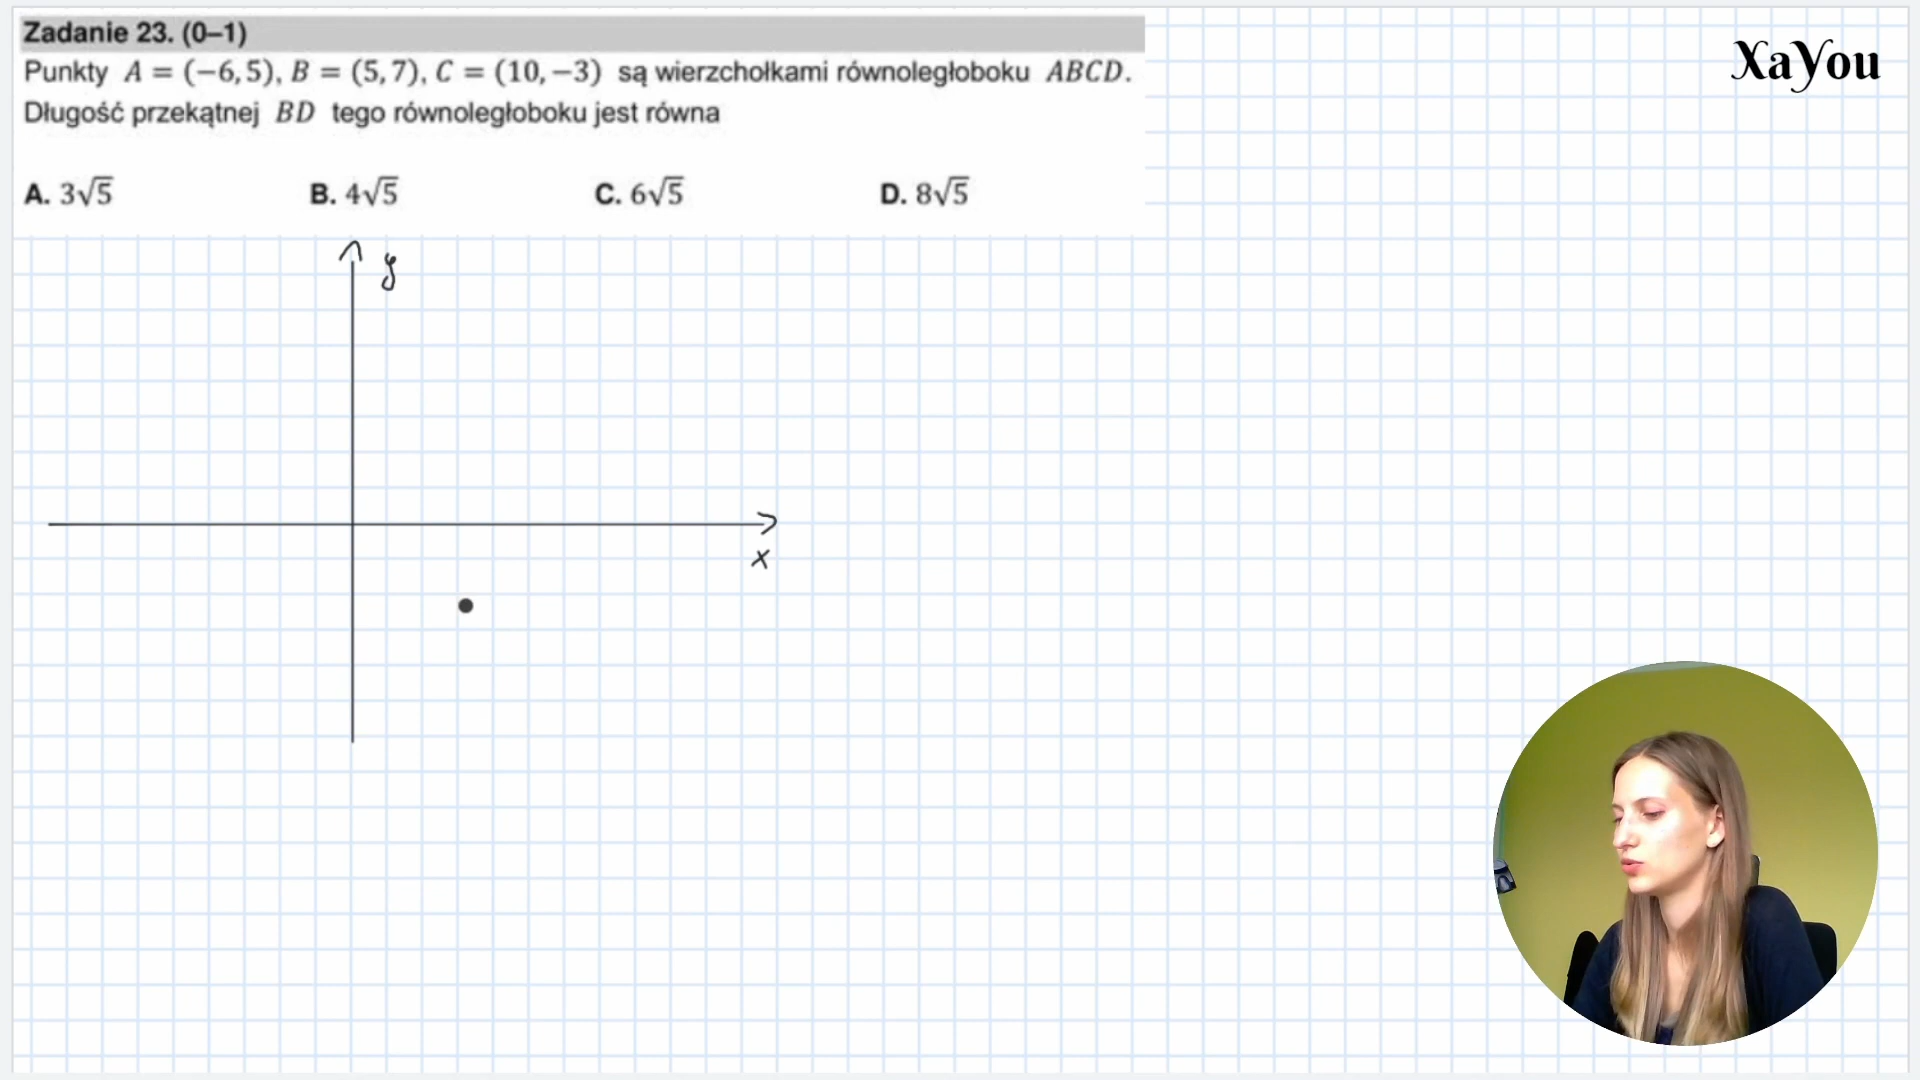 Zadanie 23. (0–1)
Punkty A = (−6, 5), B = (5, 7), C = (10, −3) są wierzchołkami równoległoboku ABCD.
Długość przekątnej BD tego równoległoboku jest równa
A. 3√5 B. 4√5 C. 6√5 D. 8√5
XaYou
y
x